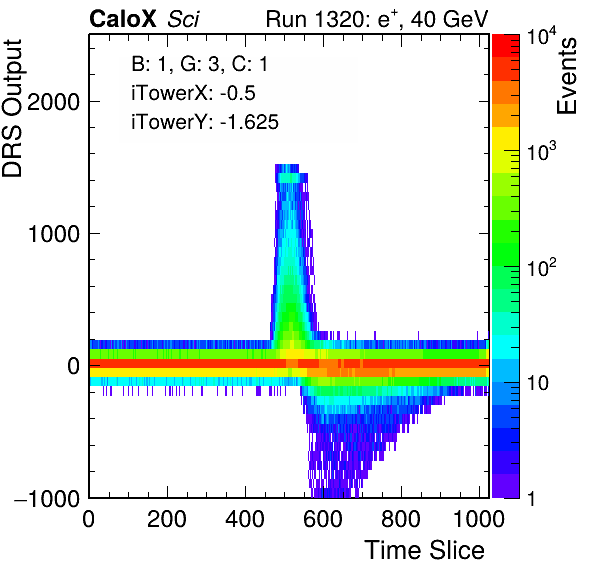 CaloX Sci Run 1320: e⁺, 40 GeV
B: 1, G: 3, C: 1
iTowerX: -0.5
iTowerY: -1.625
DRS Output
2000
1000
0
−1000
0 200 400 600 800 1000
Time Slice
Events
10⁴
10³
10²
10
1